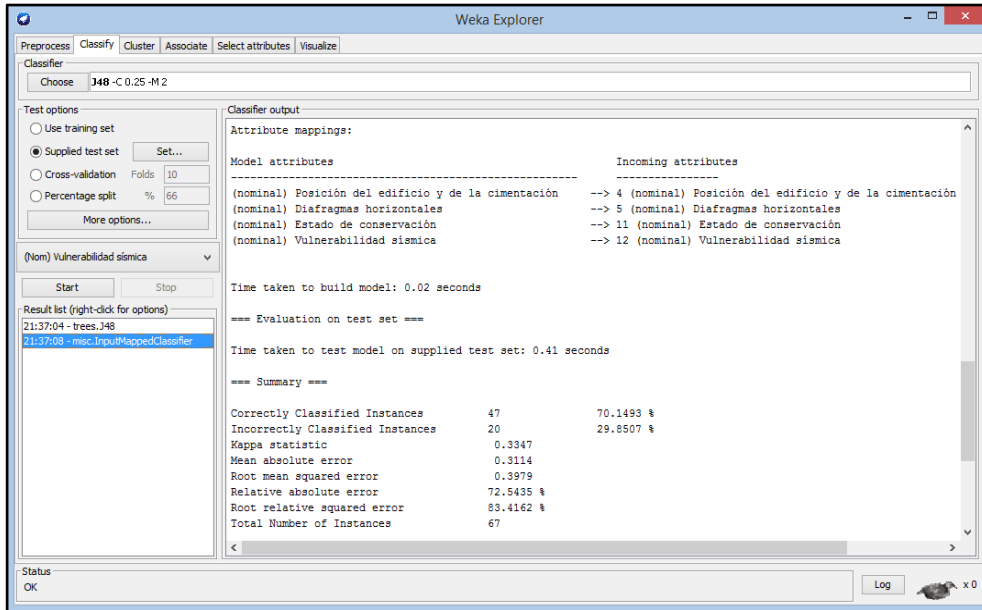 Weka Explorer
Preprocess Classify Cluster Associate Select attributes Visualize
Classifier
Choose J48 -C 0.25 -M 2
Test options
Use training set
Supplied test set Set...
Cross-validation Folds 10
Percentage split % 66
More options...
(Nom) Vulnerabilidad sísmica
Start Stop
Result list (right-click for options)
21:37:04 - trees.J48
21:37:08 - misc.InputMappedClassifier
Classifier output
Attribute mappings:
Model attributes Incoming attributes
------------------------------------------------------ ----------------
(nominal) Posición del edificio y de la cimentación --> 4 (nominal) Posición del edificio y de la cimentación
(nominal) Diafragmas horizontales --> 5 (nominal) Diafragmas horizontales
(nominal) Estado de conservación --> 11 (nominal) Estado de conservación
(nominal) Vulnerabilidad sísmica --> 12 (nominal) Vulnerabilidad sísmica
Time taken to build model: 0.02 seconds
=== Evaluation on test set ===
Time taken to test model on supplied test set: 0.41 seconds
=== Summary ===
Correctly Classified Instances 47 70.1493 %
Incorrectly Classified Instances 20 29.8507 %
Kappa statistic 0.3347
Mean absolute error 0.3114
Root mean squared error 0.3979
Relative absolute error 72.5435 %
Root relative squared error 83.4162 %
Total Number of Instances 67
Status
OK
Log x 0